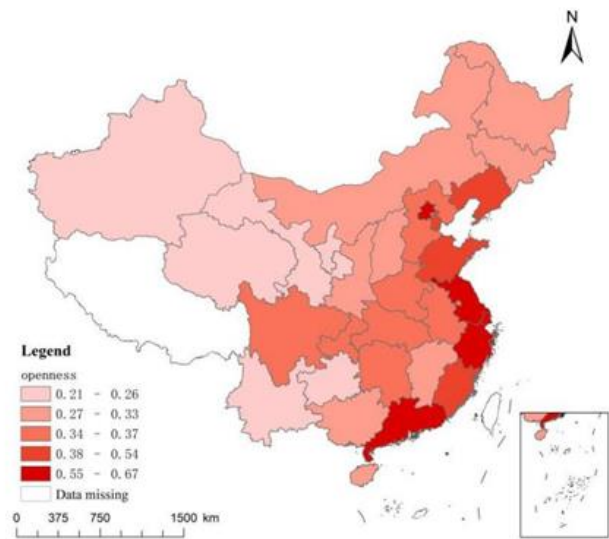 N
Legend
openness
0.21 - 0.26
0.27 - 0.33
0.34 - 0.37
0.38 - 0.54
0.55 - 0.67
Data missing
0 375 750 1500 km